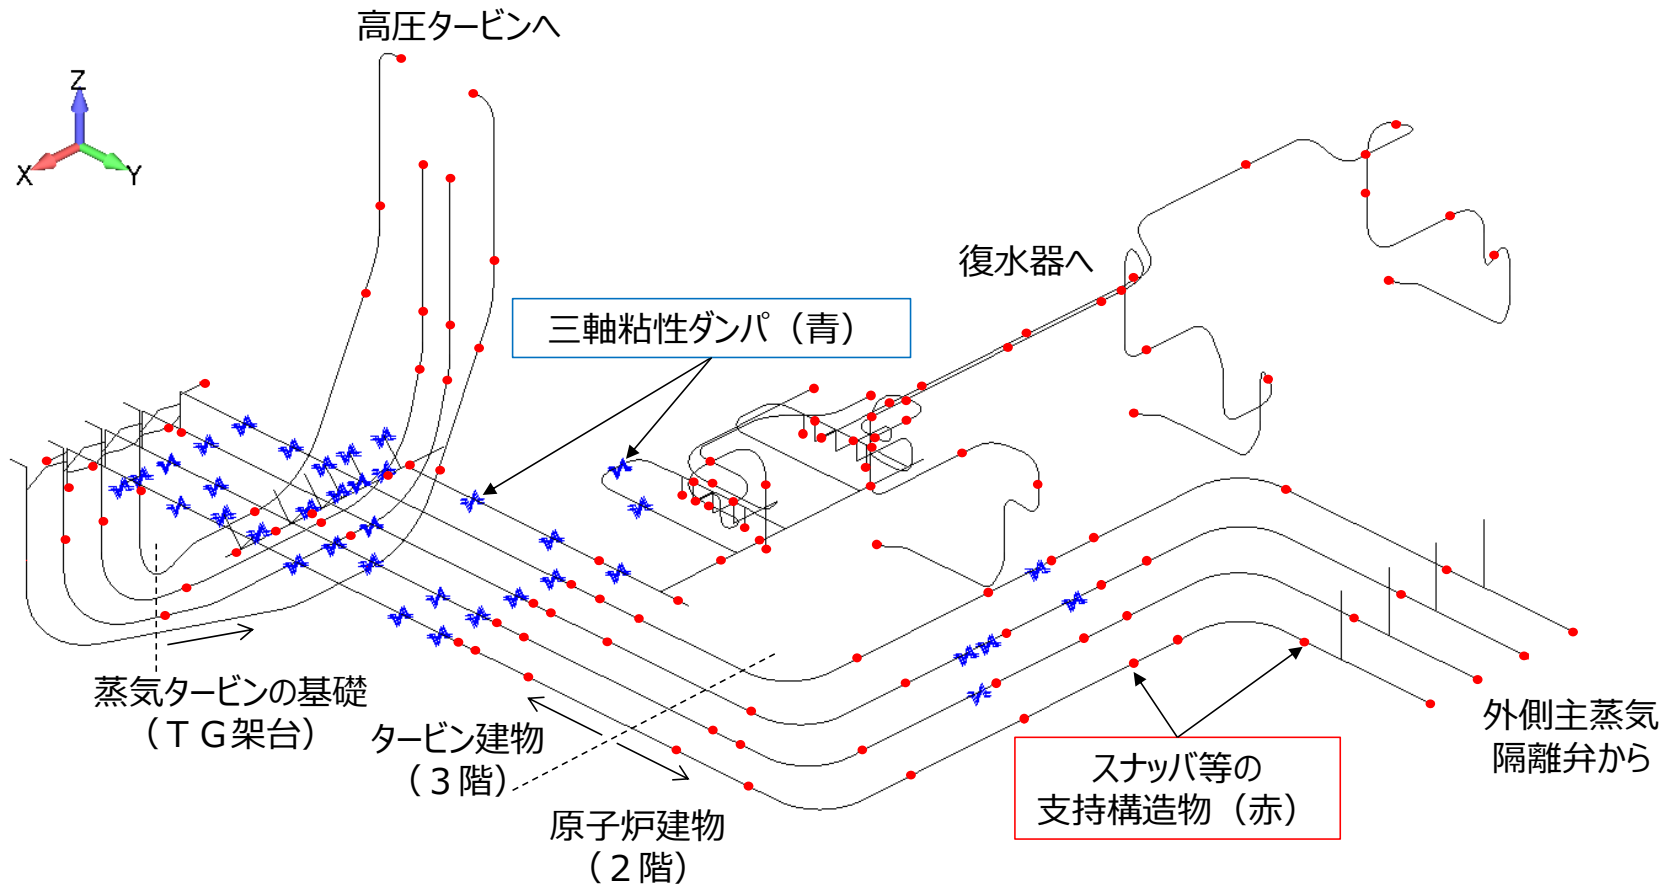 高圧タービンへ
Z
X
Y
復水器へ
三軸粘性ダンパ（青）
蒸気タービンの基礎
（ＴＧ架台）
タービン建物
（３階）
原子炉建物
（２階）
スナッバ等の
支持構造物（赤）
外側主蒸気
隔離弁から